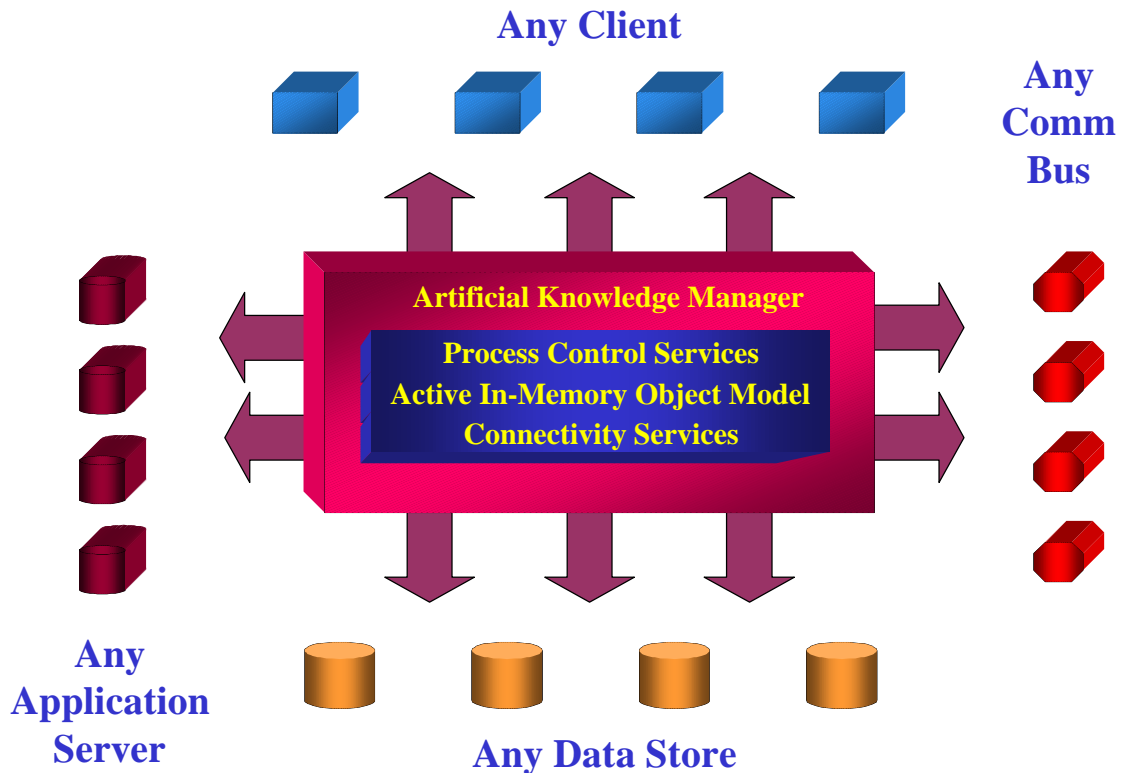 Any Client
Any
Comm
Bus
Artificial Knowledge Manager
Process Control Services
Active In-Memory Object Model
Connectivity Services
Any
Application
Server
Any Data Store